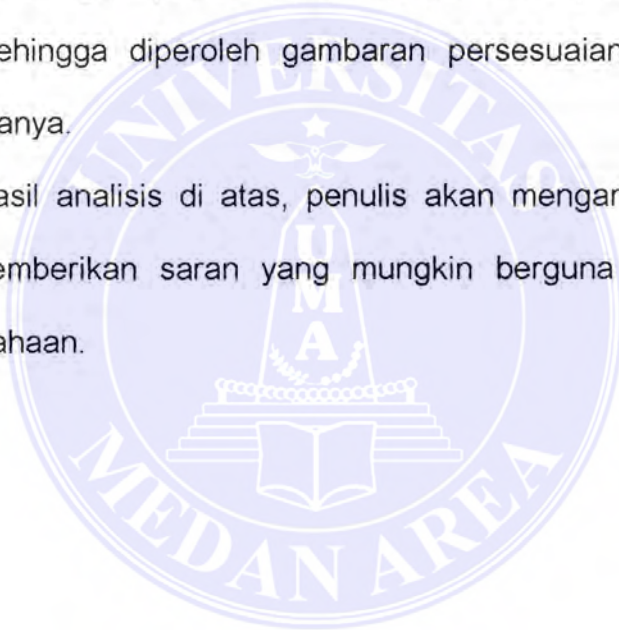 ehingga diperoleh gambaran persesuaian
anya.
asil analisis di atas, penulis akan mengar
emberikan saran yang mungkin berguna
ahaan.
UNIVERSITAS
UMA
MEDAN AREA